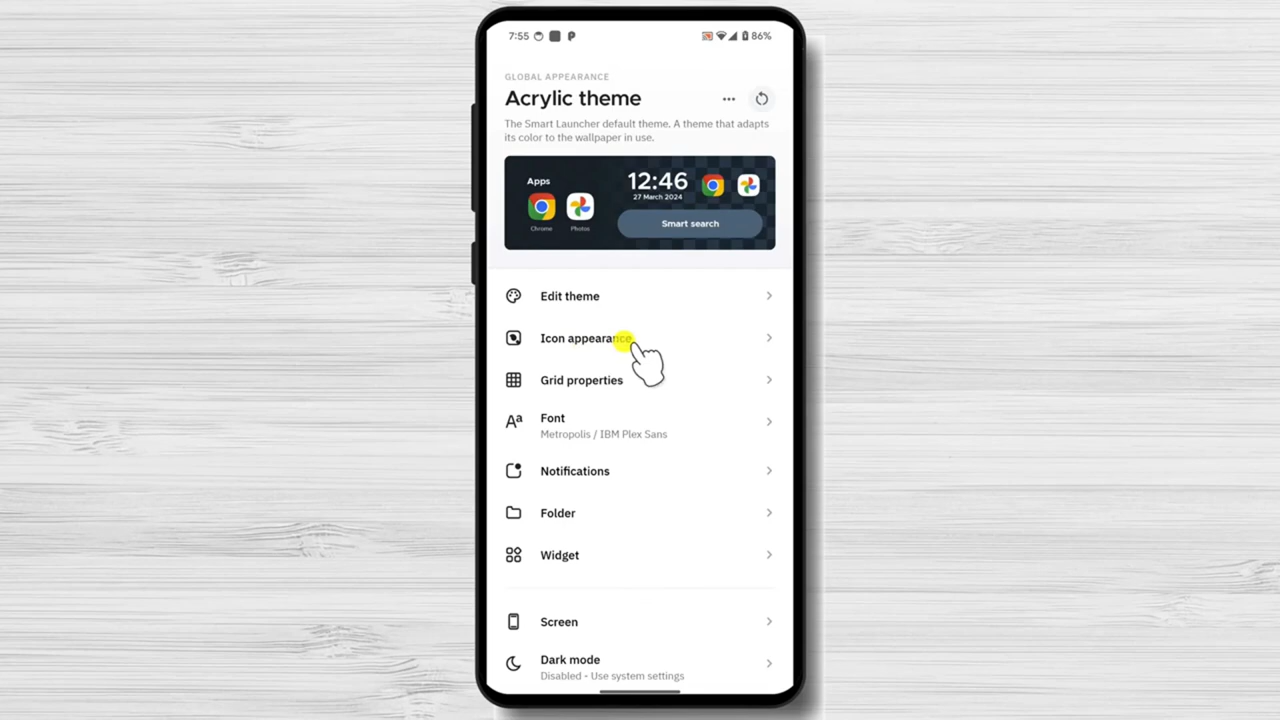 7:55 86%
GLOBAL APPEARANCE
Acrylic theme
The Smart Launcher default theme. A theme that adapts
its color to the wallpaper in use.
Apps
12:46
27 March 2024
Chrome Photos
Smart search
Edit theme
Icon appearance
Grid properties
Aa Font
Metropolis / IBM Plex Sans
Notifications
Folder
Widget
Screen
Dark mode
Disabled - Use system settings